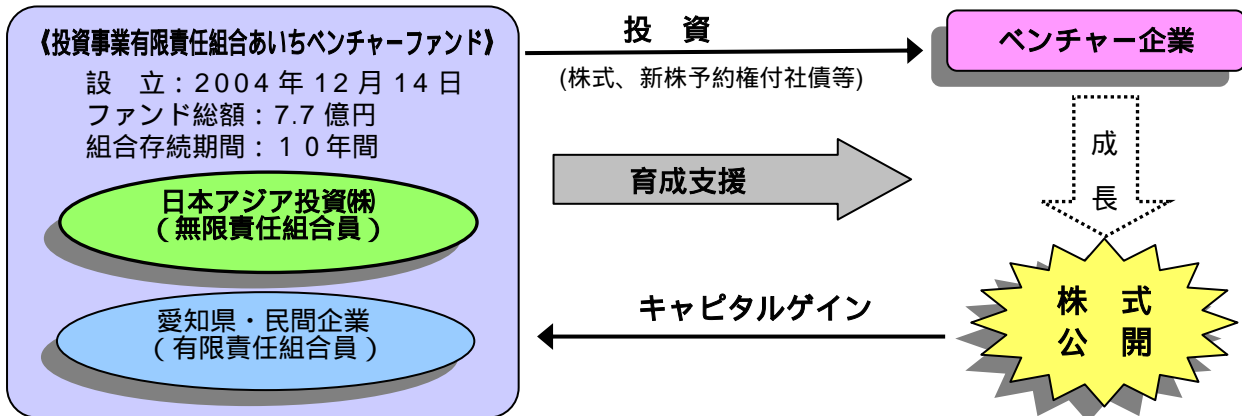 《投資事業有限責任組合あいちベンチャーファンド》
設　立：２００４年１２月１４日
ファンド総額：７.７億円
組合存続期間：１０年間
日本アジア投資㈱
（無限責任組合員）
愛知県・民間企業
（有限責任組合員）
投　資
(株式、新株予約権付社債等)
育成支援
キャピタルゲイン
ベンチャー企業
成
長
株　式
公　開